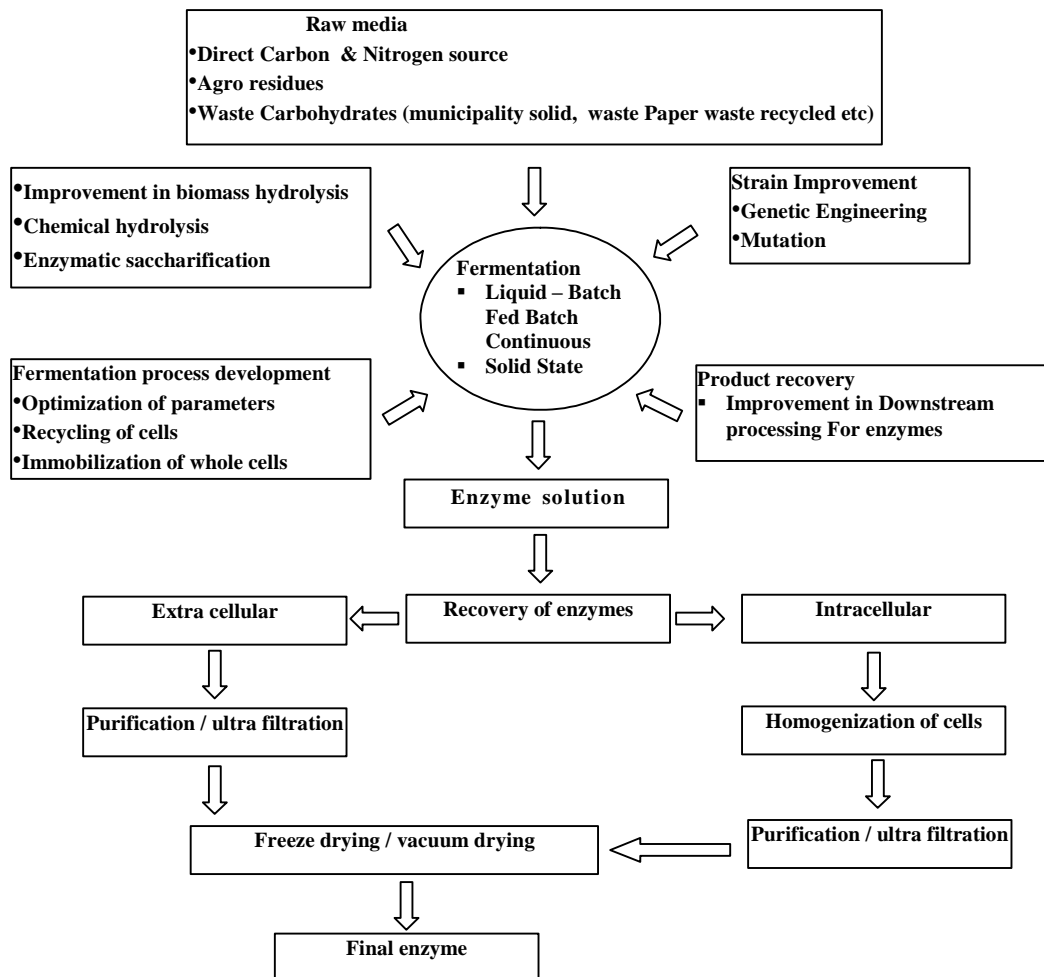 Raw media
•Direct Carbon & Nitrogen source
•Agro residues
•Waste Carbohydrates (municipality solid, waste Paper waste recycled etc)
•Improvement in biomass hydrolysis
•Chemical hydrolysis
•Enzymatic saccharification
Strain Improvement
•Genetic Engineering
•Mutation
Fermentation
▪ Liquid – Batch
Fed Batch
Continuous
▪ Solid State
Fermentation process development
•Optimization of parameters
•Recycling of cells
•Immobilization of whole cells
Product recovery
▪ Improvement in Downstream
processing For enzymes
Enzyme solution
Extra cellular
Recovery of enzymes
Intracellular
Purification / ultra filtration
Homogenization of cells
Freeze drying / vacuum drying
Purification / ultra filtration
Final enzyme